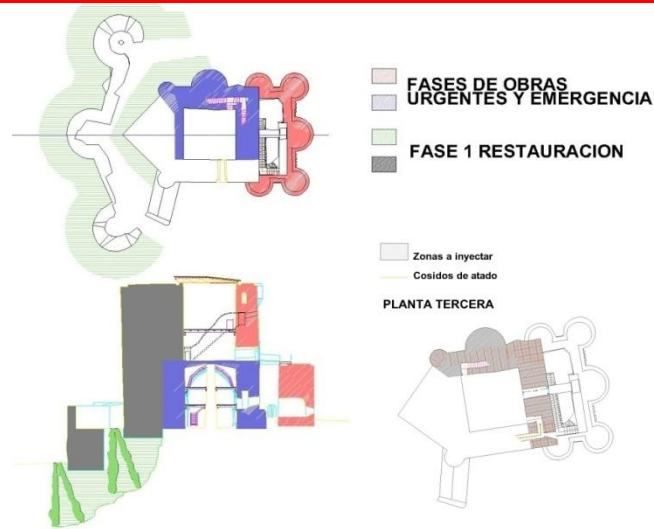 FASES DE OBRAS
URGENTES Y EMERGENCIA
FASE 1 RESTAURACION
Zonas a inyectar
Cosidos de atado
PLANTA TERCERA